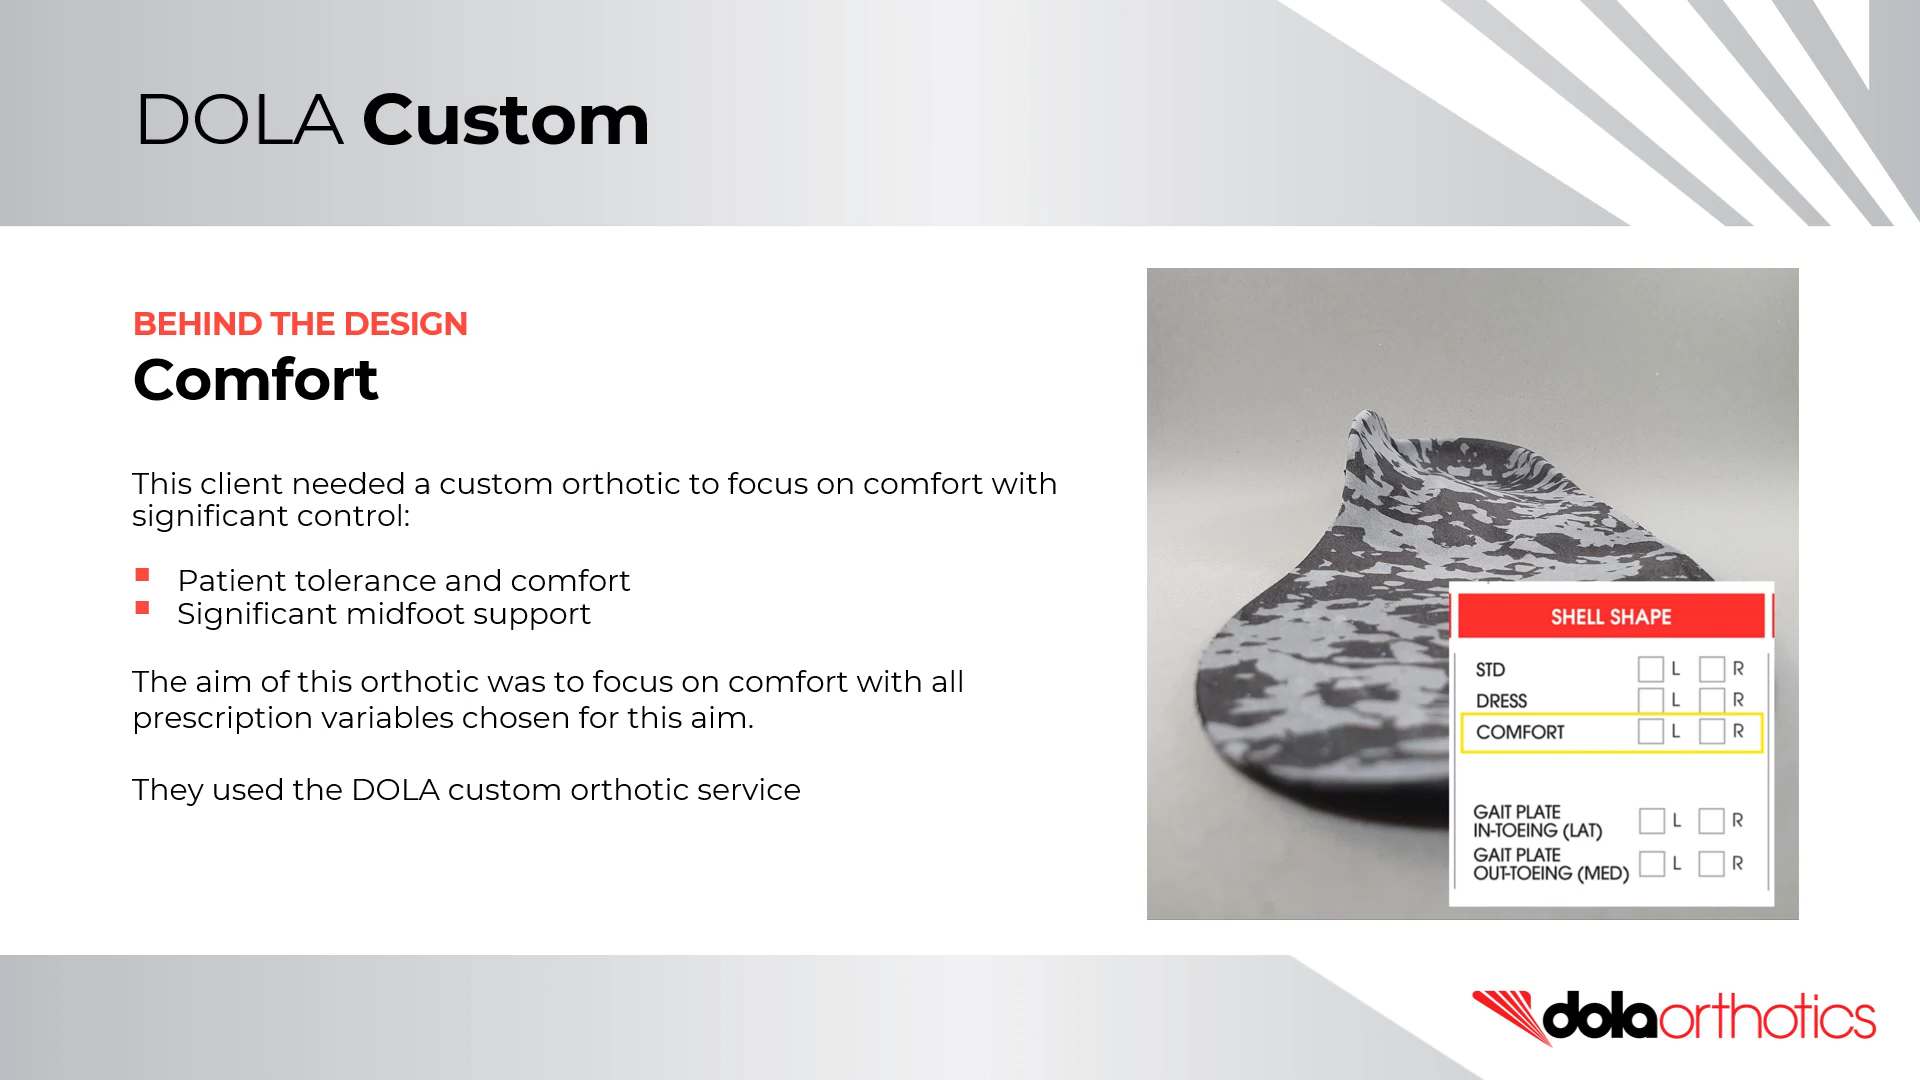 DOLA Custom
BEHIND THE DESIGN
Comfort
This client needed a custom orthotic to focus on comfort with
significant control:
Patient tolerance and comfort
Significant midfoot support
The aim of this orthotic was to focus on comfort with all
prescription variables chosen for this aim.
They used the DOLA custom orthotic service
SHELL SHAPE
STD L R
DRESS L R
COMFORT L R
GAIT PLATE
IN-TOEING (LAT) L R
GAIT PLATE
OUT-TOEING (MED) L R
dolaorthotics